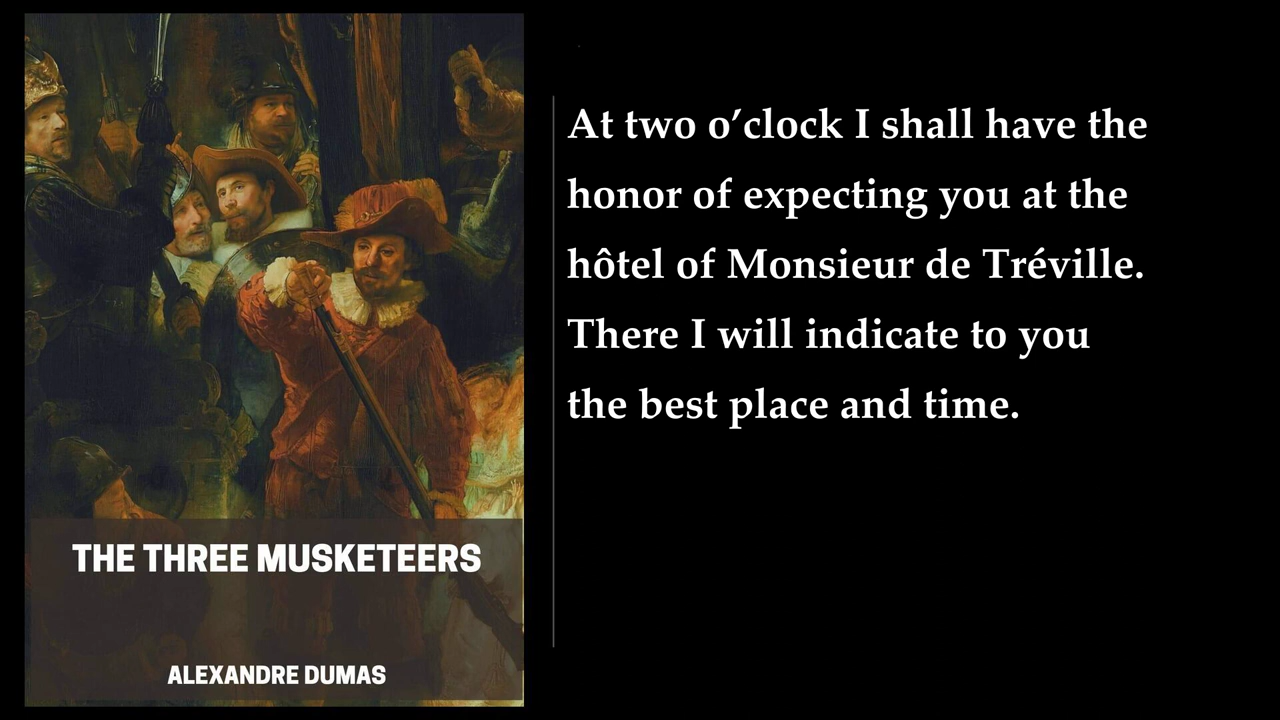 At two o’clock I shall have the
honor of expecting you at the
hôtel of Monsieur de Tréville.
There I will indicate to you
the best place and time.
THE THREE MUSKETEERS
ALEXANDRE DUMAS